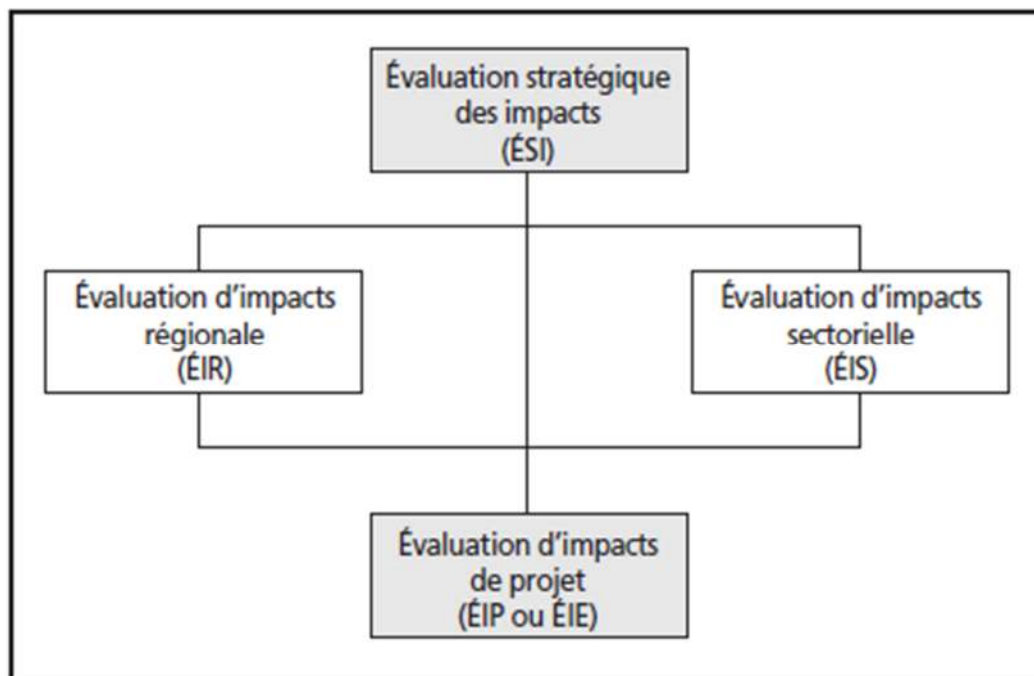 Évaluation stratégique
des impacts
(ÉSI)
Évaluation d'impacts
régionale
(ÉIR)
Évaluation d'impacts
sectorielle
(ÉIS)
Évaluation d'impacts
de projet
(ÉIP ou ÉIE)